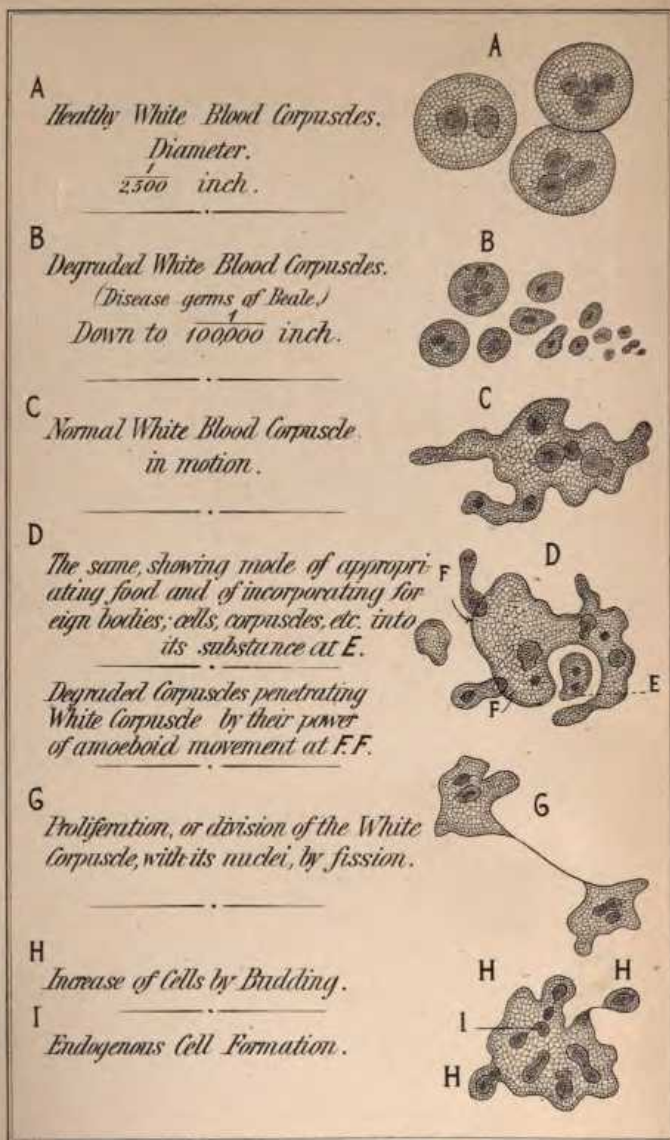 A
Healthy White Blood Corpuscles.
Diameter.
1/2,500 inch.
B
Degraded White Blood Corpuscles.
(Disease germs of Beale.)
Down to 1/100,000 inch.
C
Normal White Blood Corpuscle
in motion.
D
The same, showing mode of appropri-
ating food and of incorporating for
eign bodies; cells, corpuscles, etc. into
its substance at E.
Degraded Corpuscles penetrating
White Corpuscle by their power
of amoeboid movement at F.F.
G
Proliferation, or division of the White
Corpuscle, with its nuclei, by fission.
H
Increase of Cells by Budding.
I
Endogenous Cell Formation.
A
B
C
D
F
F
E
G
H H
I
H